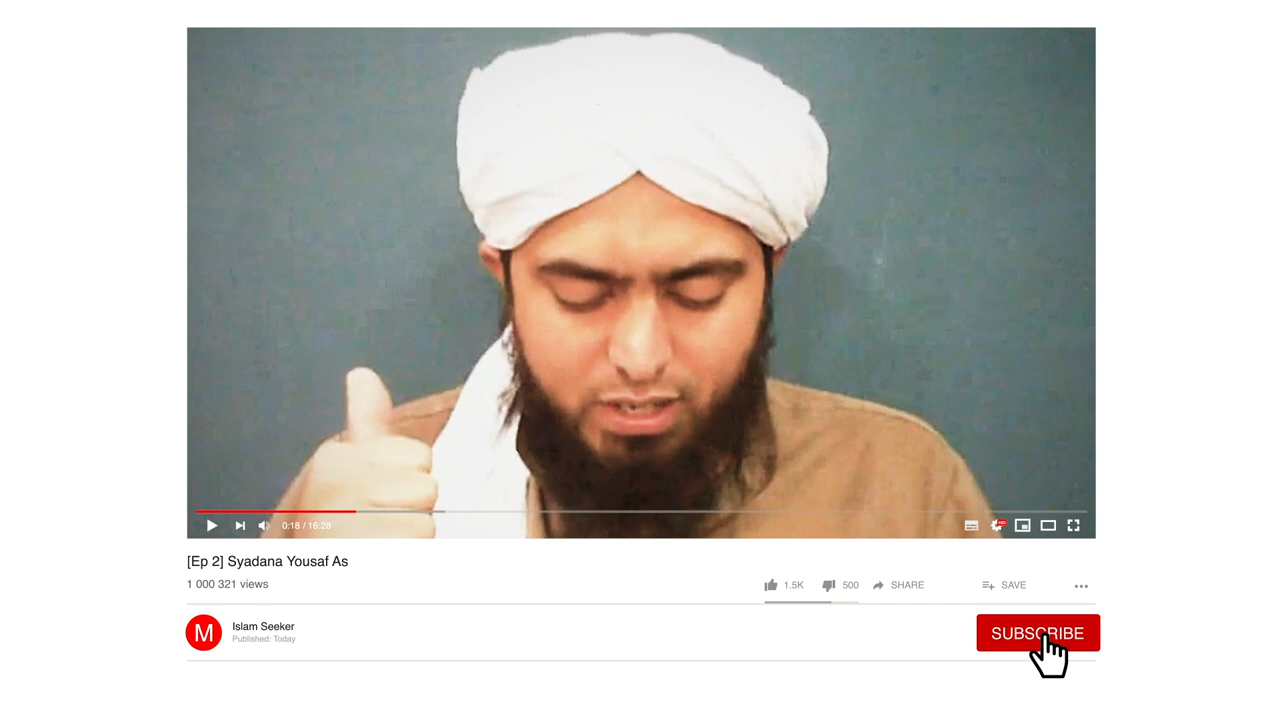 0:18 / 16:28
HD
[Ep 2] Syadana Yousaf As
1 000 321 views
1.5K 500 SHARE SAVE
M
Islam Seeker
Published: Today
SUBSCRIBE